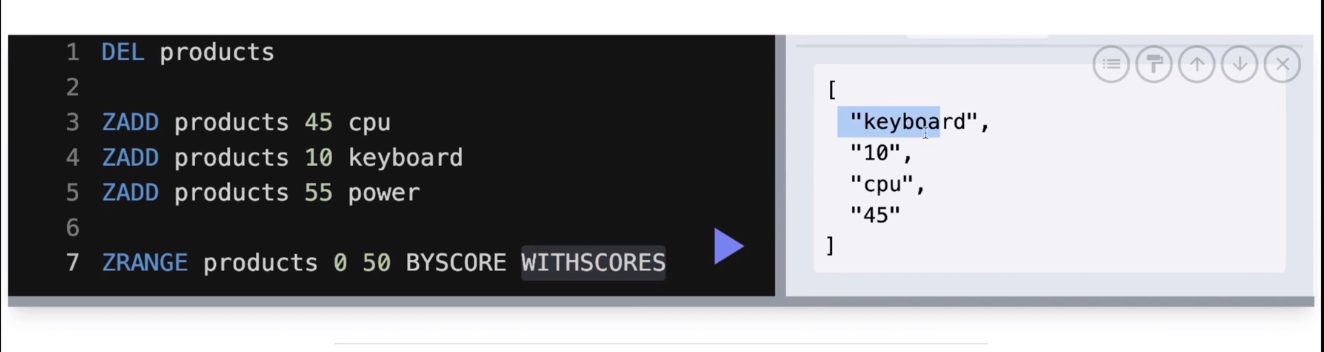 1 DEL products
2
3 ZADD products 45 cpu
4 ZADD products 10 keyboard
5 ZADD products 55 power
6
7 ZRANGE products 0 50 BYSCORE WITHSCORES
[
"keyboard",
"10",
"cpu",
"45"
]